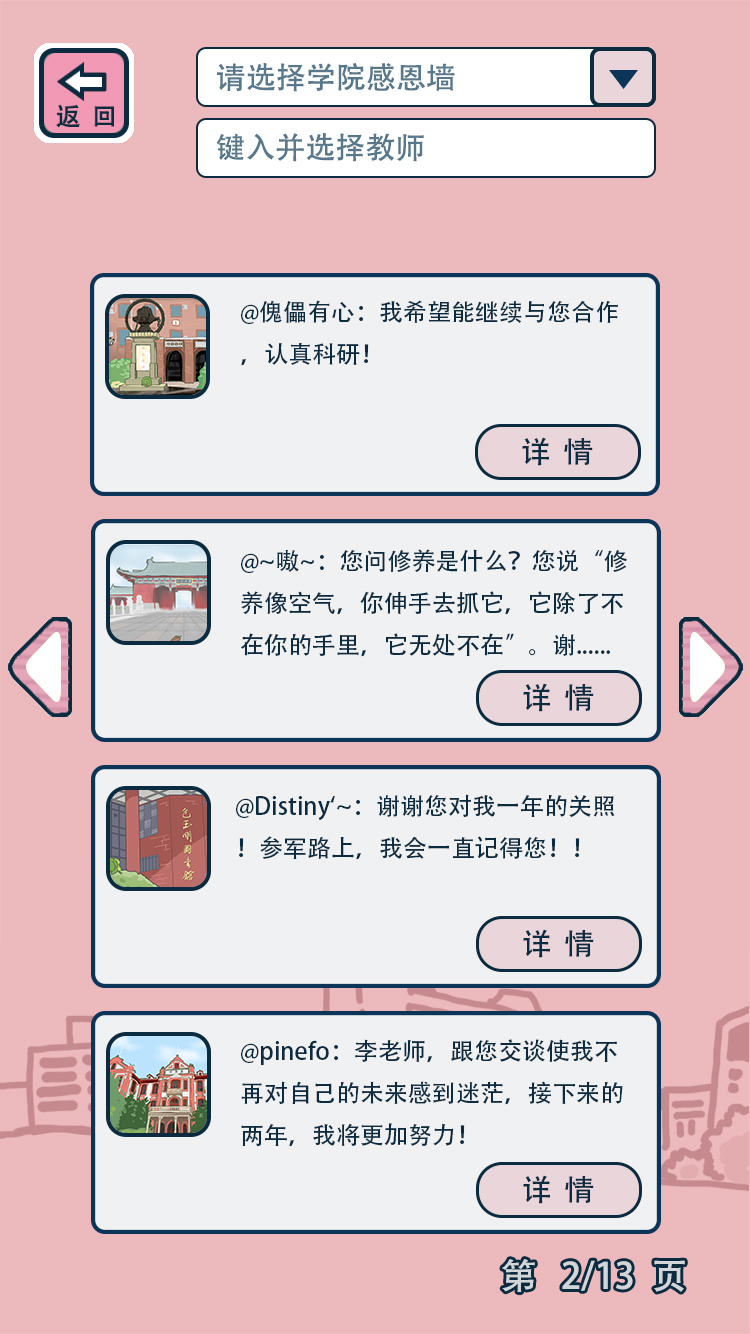 返 回
请选择学院感恩墙
键入并选择教师
@傀儡有心：我希望能继续与您合作
，认真科研！
详 情
@~嗷~：您问修养是什么？您说“修
养像空气，你伸手去抓它，它除了不
在你的手里，它无处不在”。谢......
详 情
包玉刚图书馆
@Distiny‘~：谢谢您对我一年的关照
！参军路上，我会一直记得您！！
详 情
@pinefo：李老师，跟您交谈使我不
再对自己的未来感到迷茫，接下来的
两年，我将更加努力！
详 情
第 2/13 页